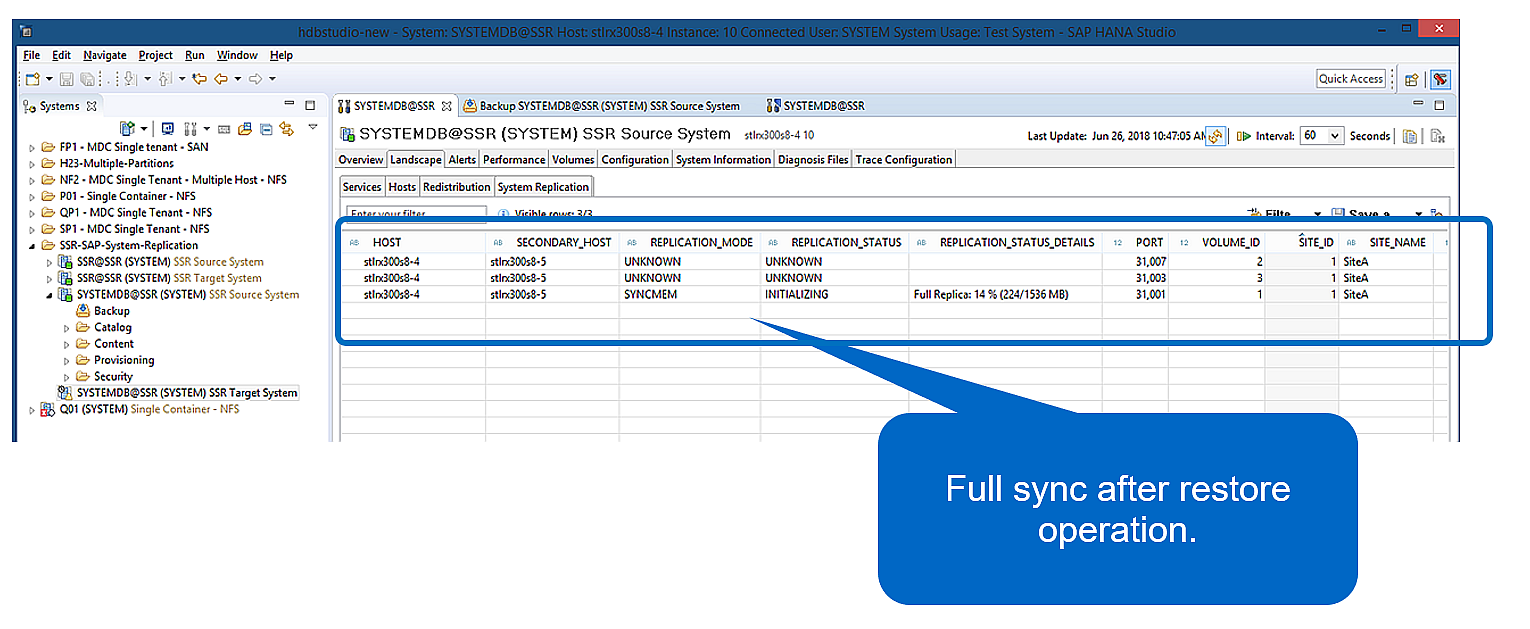 hdbstudio-new - System: SYSTEMDB@SSR Host: stlrx300s8-4 Instance: 10 Connected User: SYSTEM System Usage: Test System - SAP HANA Studio
File Edit Navigate Project Run Window Help
Quick Access
Systems
SYSTEMDB@SSR Backup SYSTEMDB@SSR (SYSTEM) SSR Source System SYSTEMDB@SSR
SYSTEMDB@SSR (SYSTEM) SSR Source System stlrx300s8-4 10
Last Update: Jun 26, 2018 10:47:05 AM Interval: 60 Seconds
Overview Landscape Alerts Performance Volumes Configuration System Information Diagnosis Files Trace Configuration
Services Hosts Redistribution System Replication
Enter your filter Visible rows: 3/3 Filte Save a
FP1 - MDC Single tenant - SAN
H23-Multiple-Partitions
NF2 - MDC Single Tenant - Multiple Host - NFS
P01 - Single Container - NFS
QP1 - MDC Single Tenant - NFS
SP1 - MDC Single Tenant - NFS
SSR-SAP-System-Replication
SSR@SSR (SYSTEM) SSR Source System
SSR@SSR (SYSTEM) SSR Target System
SYSTEMDB@SSR (SYSTEM) SSR Source System
Backup
Catalog
Content
Provisioning
Security
SYSTEMDB@SSR (SYSTEM) SSR Target System
Q01 (SYSTEM) Single Container - NFS
AB HOST AB SECONDARY_HOST AB REPLICATION_MODE AB REPLICATION_STATUS AB REPLICATION_STATUS_DETAILS 12 PORT 12 VOLUME_ID SITE_ID AB SITE_NAME
stlrx300s8-4 stlrx300s8-5 UNKNOWN UNKNOWN 31,007 2 1 SiteA
stlrx300s8-4 stlrx300s8-5 UNKNOWN UNKNOWN 31,003 3 1 SiteA
stlrx300s8-4 stlrx300s8-5 SYNCMEM INITIALIZING Full Replica: 14 % (224/1536 MB) 31,001 1 1 SiteA
Full sync after restore
operation.